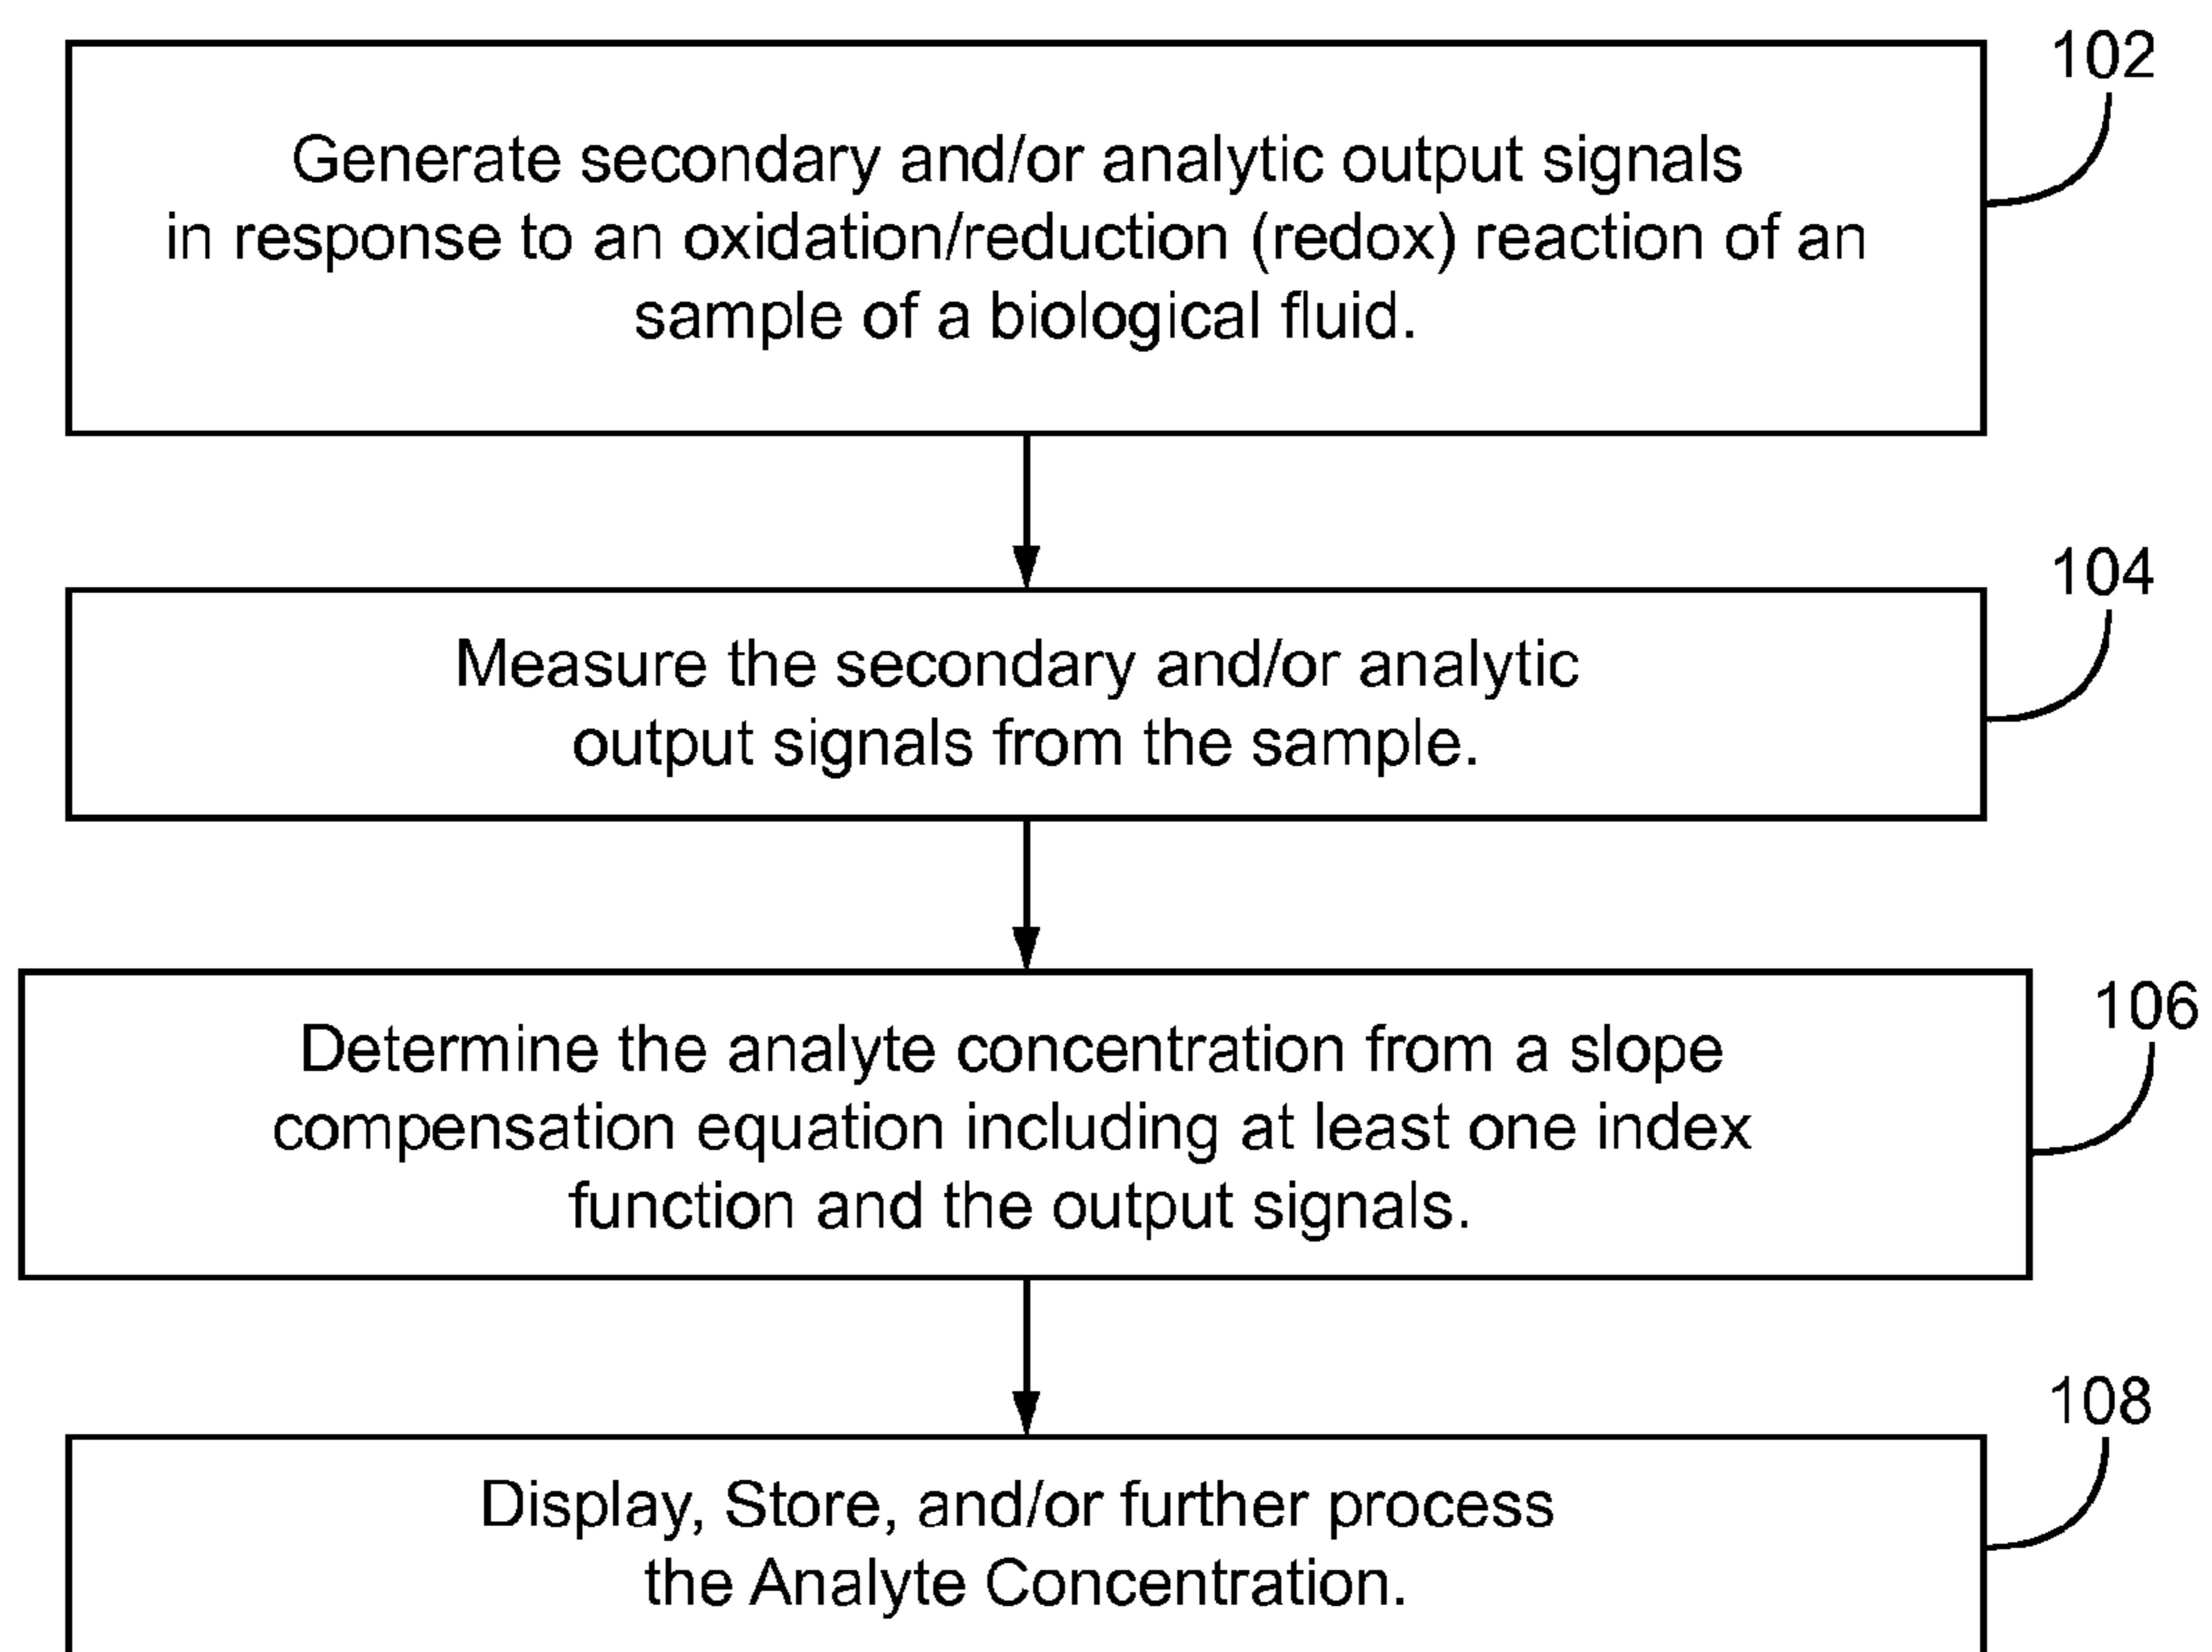 102
Generate secondary and/or analytic output signals
in response to an oxidation/reduction (redox) reaction of an
sample of a biological fluid.
104
Measure the secondary and/or analytic
output signals from the sample.
106
Determine the analyte concentration from a slope
compensation equation including at least one index
function and the output signals.
108
Display, Store, and/or further process
the Analyte Concentration.